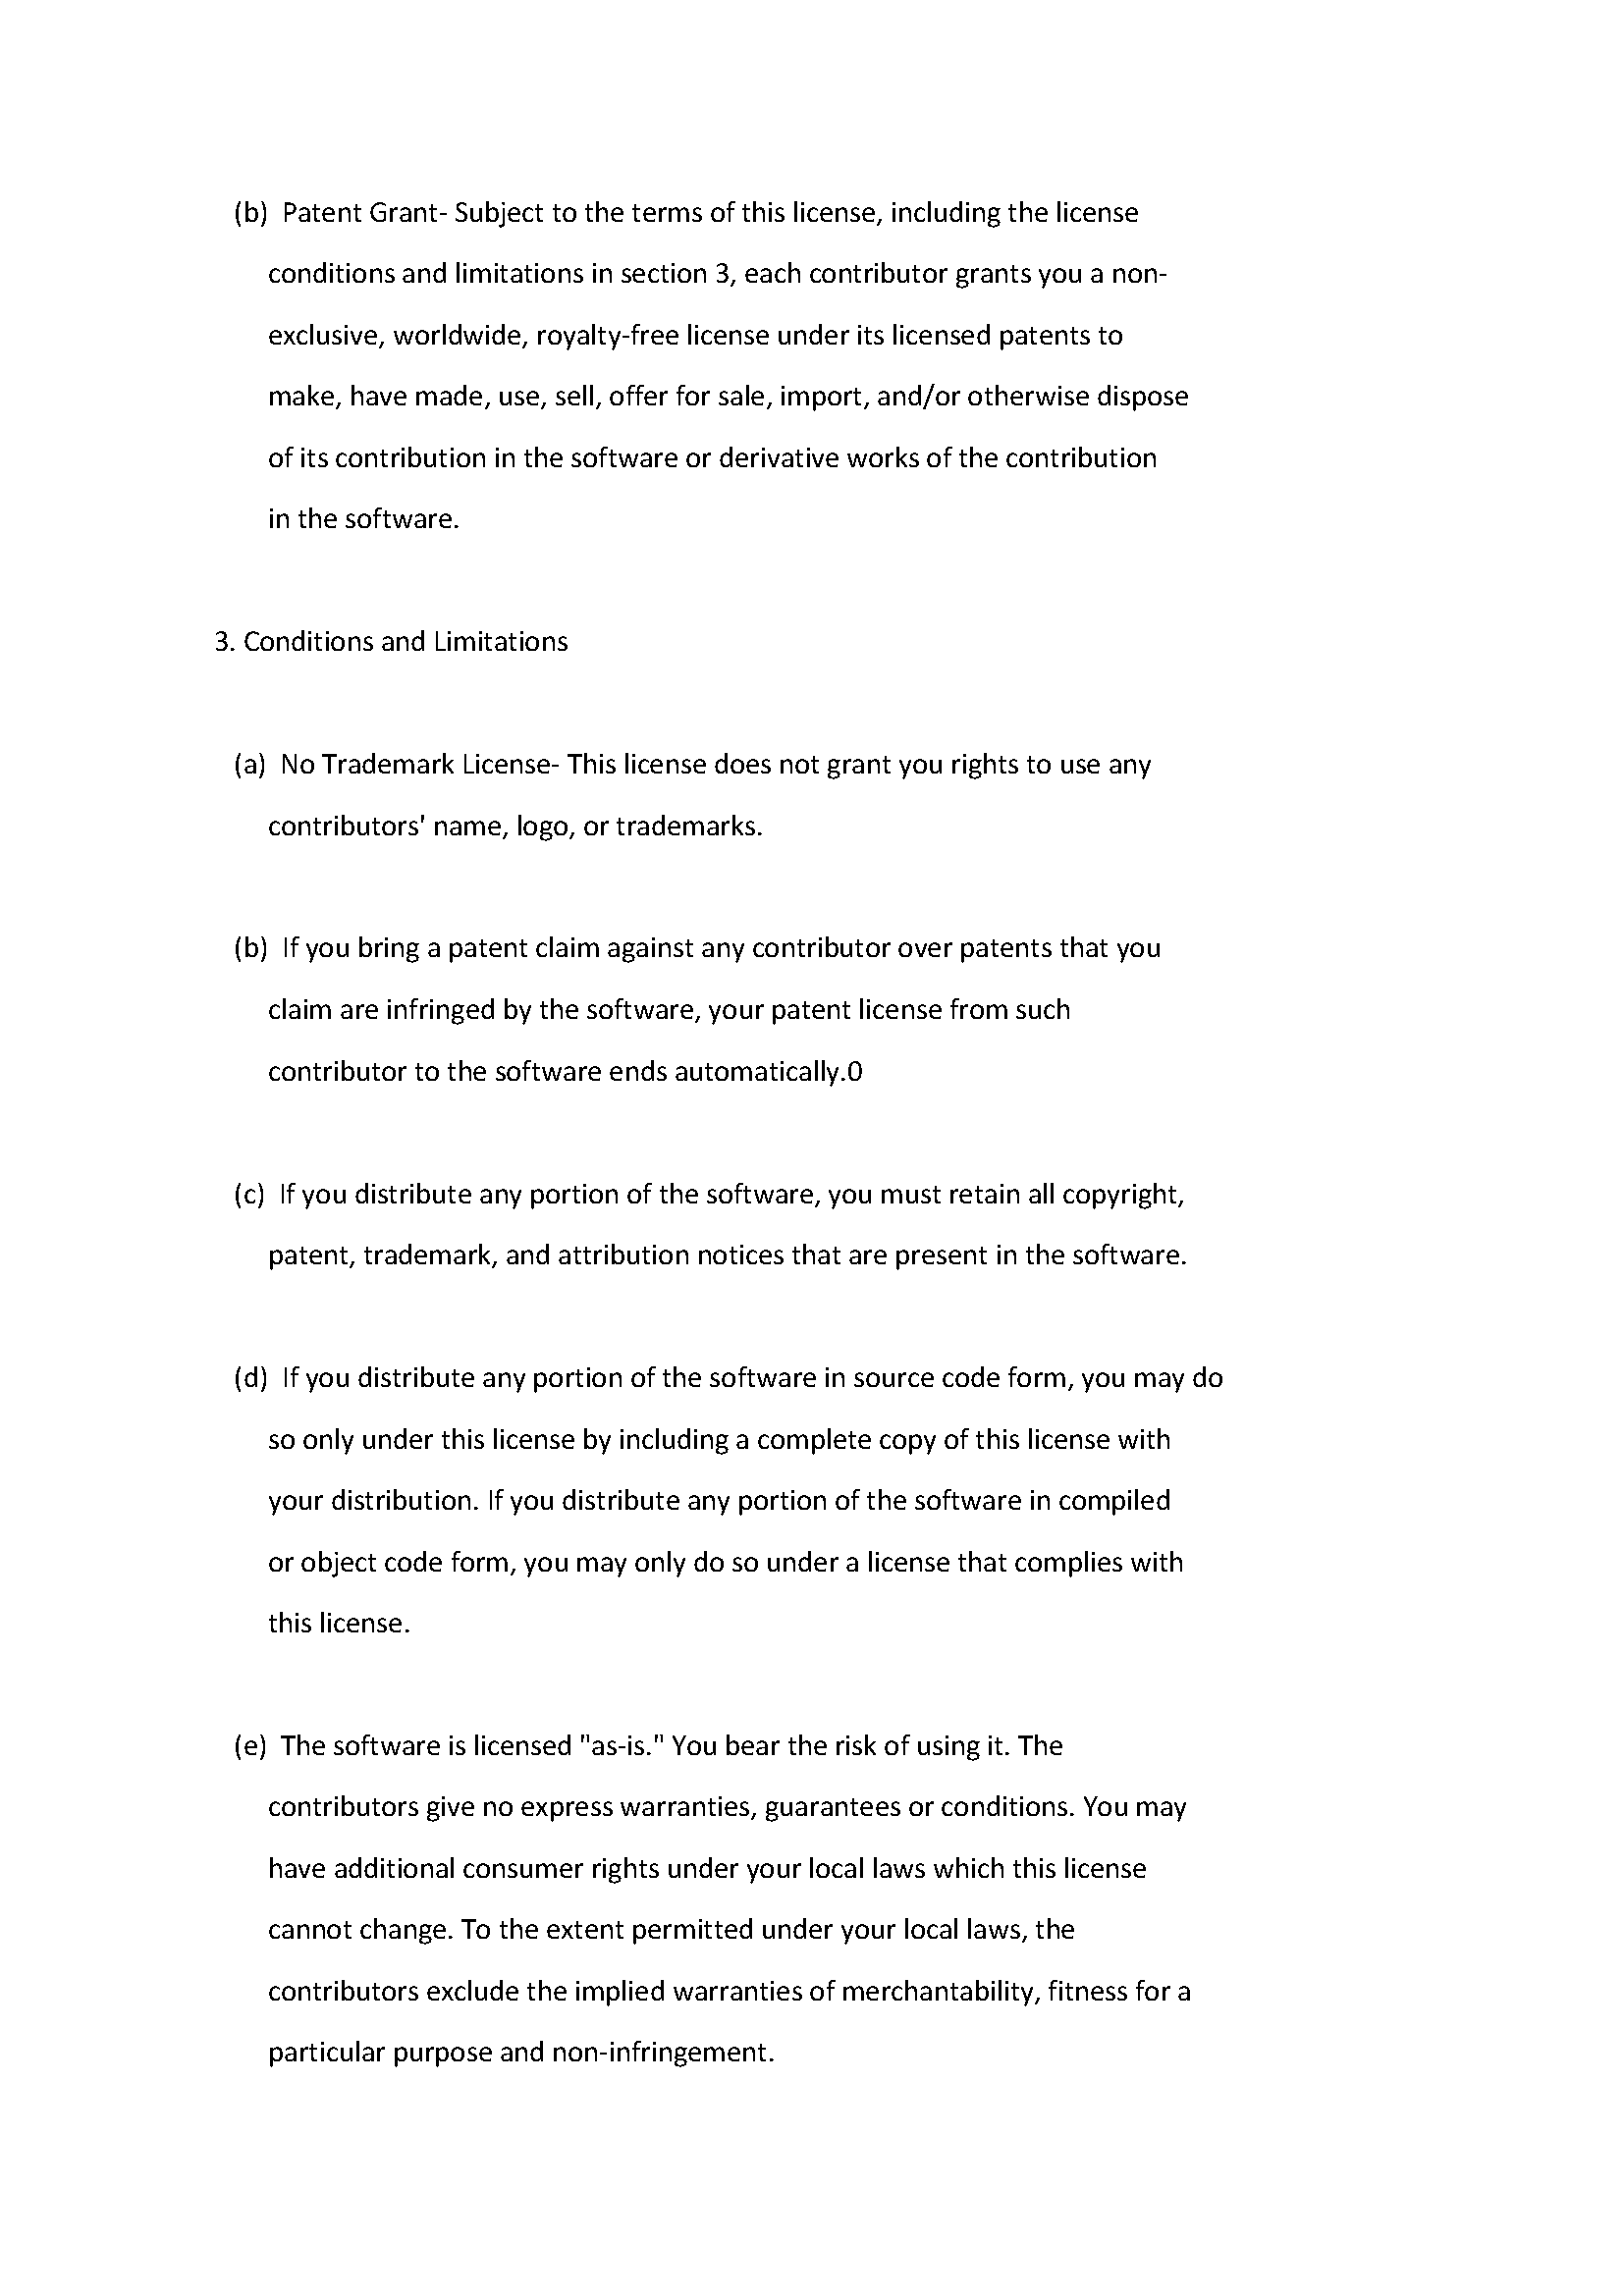 (b) Patent Grant- Subject to the terms of this license, including the license
conditions and limitations in section 3, each contributor grants you a non-
exclusive, worldwide, royalty-free license under its licensed patents to
make, have made, use, sell, offer for sale, import, and/or otherwise dispose
of its contribution in the software or derivative works of the contribution
in the software.
3. Conditions and Limitations
(a) No Trademark License- This license does not grant you rights to use any
contributors' name, logo, or trademarks.
(b) If you bring a patent claim against any contributor over patents that you
claim are infringed by the software, your patent license from such
contributor to the software ends automatically.0
(c) If you distribute any portion of the software, you must retain all copyright,
patent, trademark, and attribution notices that are present in the software.
(d) If you distribute any portion of the software in source code form, you may do
so only under this license by including a complete copy of this license with
your distribution. If you distribute any portion of the software in compiled
or object code form, you may only do so under a license that complies with
this license.
(e) The software is licensed "as-is." You bear the risk of using it. The
contributors give no express warranties, guarantees or conditions. You may
have additional consumer rights under your local laws which this license
cannot change. To the extent permitted under your local laws, the
contributors exclude the implied warranties of merchantability, fitness for a
particular purpose and non-infringement.